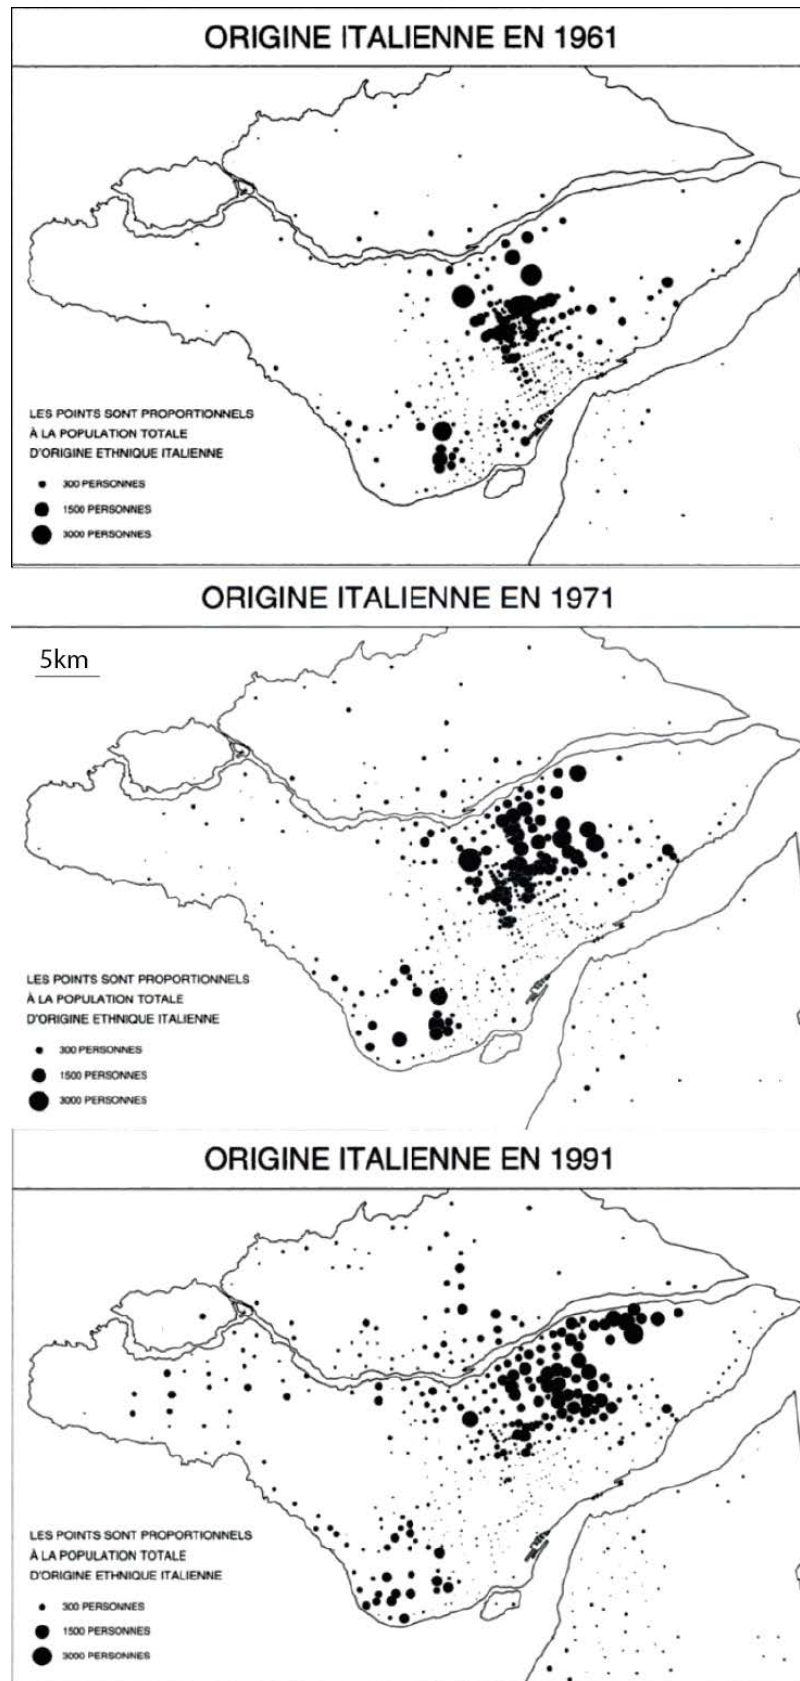 ORIGINE ITALIENNE EN 1961
LES POINTS SONT PROPORTIONNELS
À LA POPULATION TOTALE
D'ORIGINE ETHNIQUE ITALIENNE
300 PERSONNES
1500 PERSONNES
3000 PERSONNES
ORIGINE ITALIENNE EN 1971
5km
LES POINTS SONT PROPORTIONNELS
À LA POPULATION TOTALE
D'ORIGINE ETHNIQUE ITALIENNE
300 PERSONNES
1500 PERSONNES
3000 PERSONNES
ORIGINE ITALIENNE EN 1991
LES POINTS SONT PROPORTIONNELS
À LA POPULATION TOTALE
D'ORIGINE ETHNIQUE ITALIENNE
300 PERSONNES
1500 PERSONNES
3000 PERSONNES